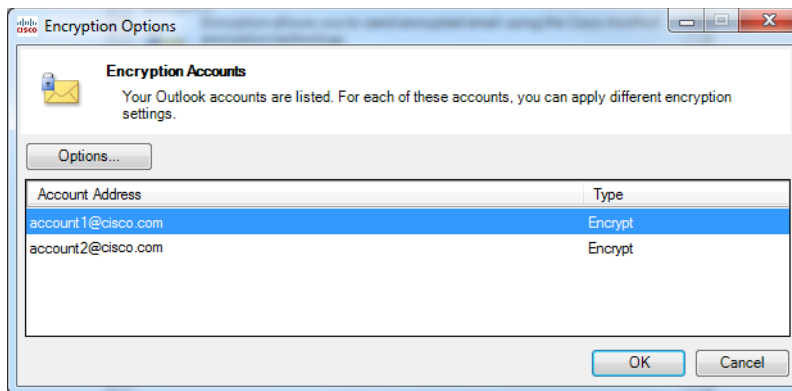 cisco Encryption Options
Encryption Accounts
Your Outlook accounts are listed. For each of these accounts, you can apply different encryption
settings.
Options...
Account Address Type
account1@cisco.com Encrypt
account2@cisco.com Encrypt
OK Cancel